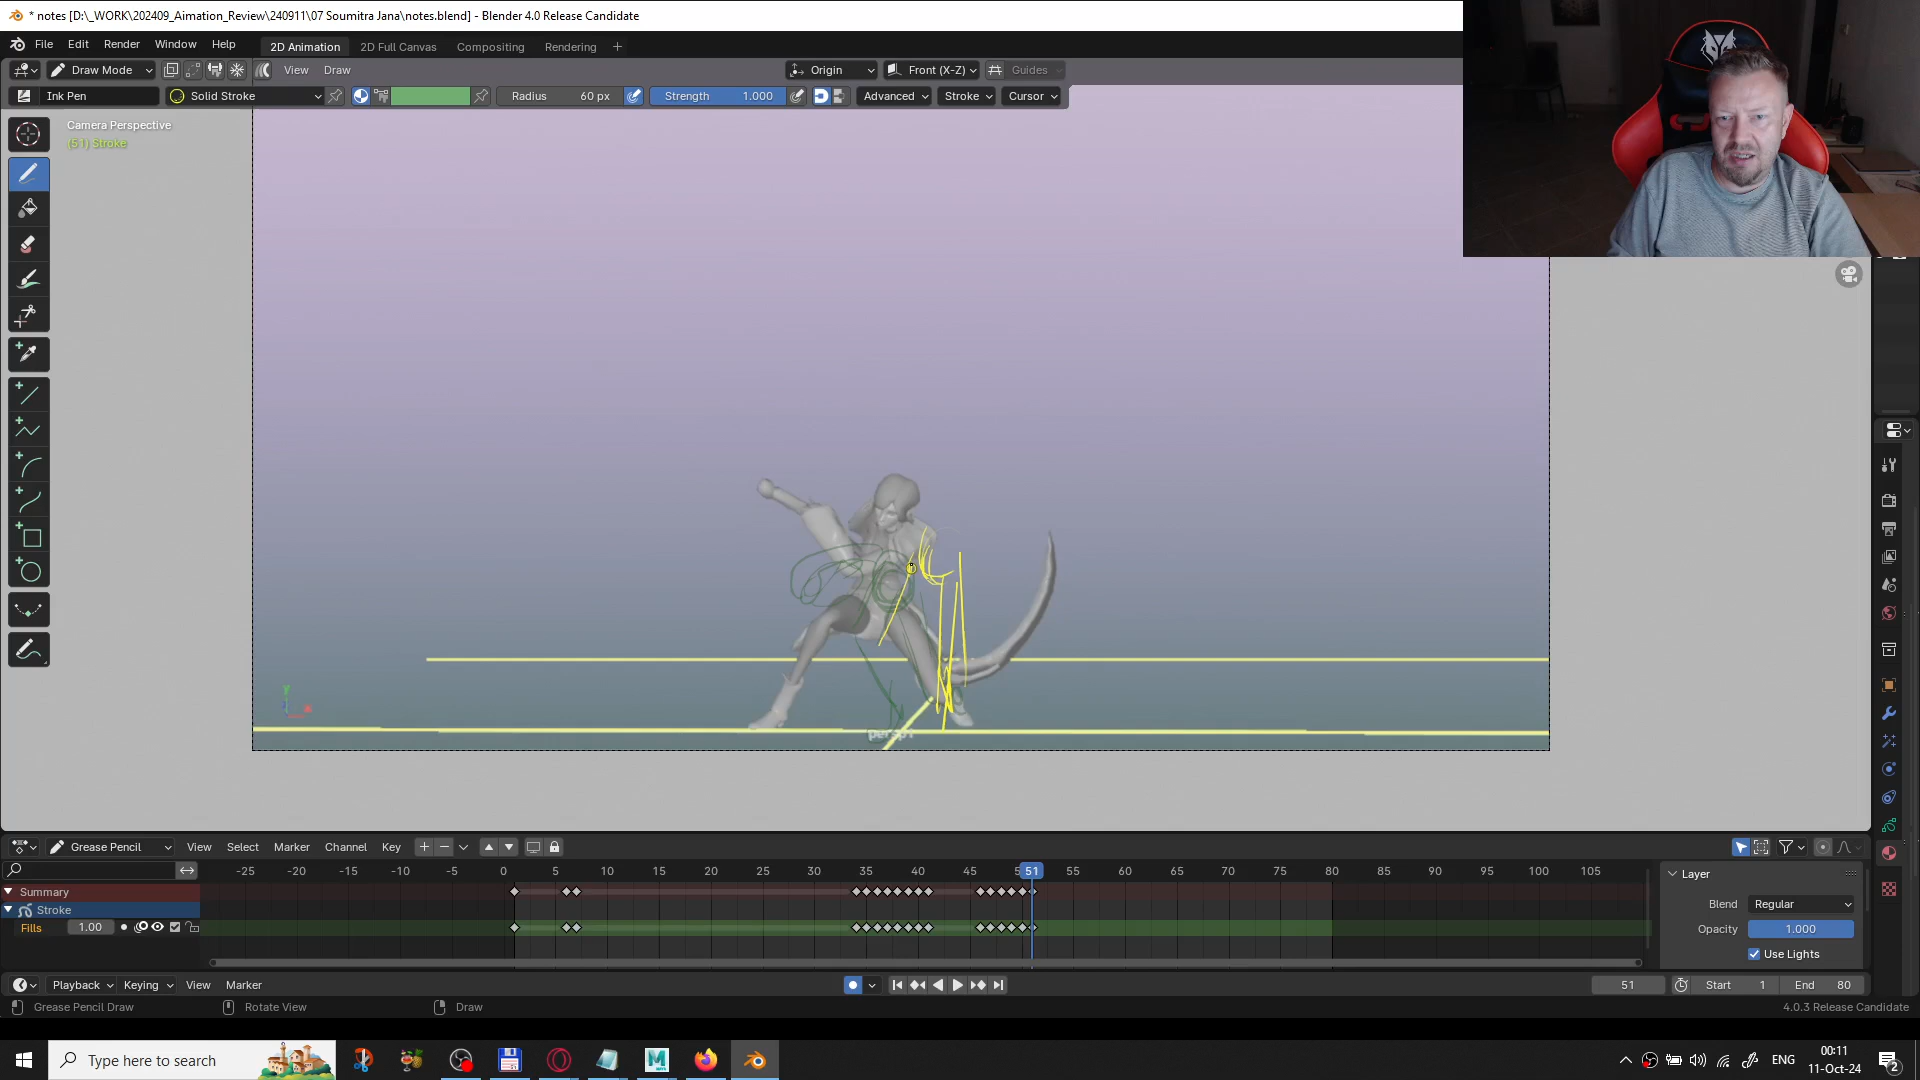 * notes [D:\_WORK\202409_Aimation_Review\240911\07 Soumitra Jana\notes.blend] - Blender 4.0 Release Candidate
File Edit Render Window Help 2D Animation 2D Full Canvas Compositing Rendering +
Draw Mode View Draw Origin Front (X-Z) Guides
Ink Pen Solid Stroke Radius 60 px Strength 1.000 Advanced Stroke Cursor
Camera Perspective
(51) Stroke
Grease Pencil View Select Marker Channel Key
-25 -20 -15 -10 -5 0 5 10 15 20 25 30 35 40 45 51 55 60 65 70 75 80 85 90 95 100 105
Layer
Summary
Blend Regular
Stroke
Fills 1.00
Opacity 1.000
Use Lights
Playback Keying View Marker 51 Start 1 End 80
Grease Pencil Draw Rotate View Draw 4.0.3 Release Candidate
Type here to search
ENG
00:11
11-Oct-24
2